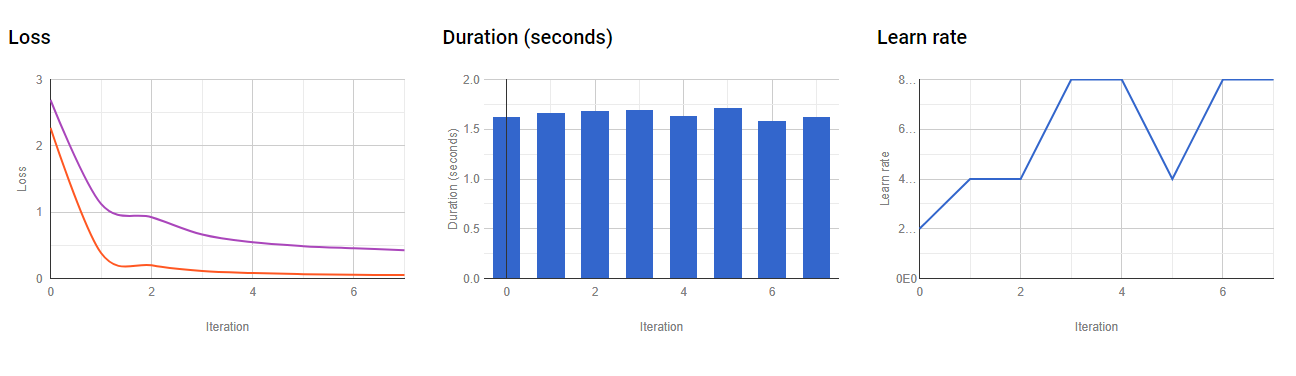 Loss
3
2
1
0
Loss
0 2 4 6
Iteration
Duration (seconds)
2.0
1.5
1.0
0.5
0.0
Duration (seconds)
0 2 4 6
Iteration
Learn rate
8...
6...
4...
2...
0E0
Learn rate
0 2 4 6
Iteration